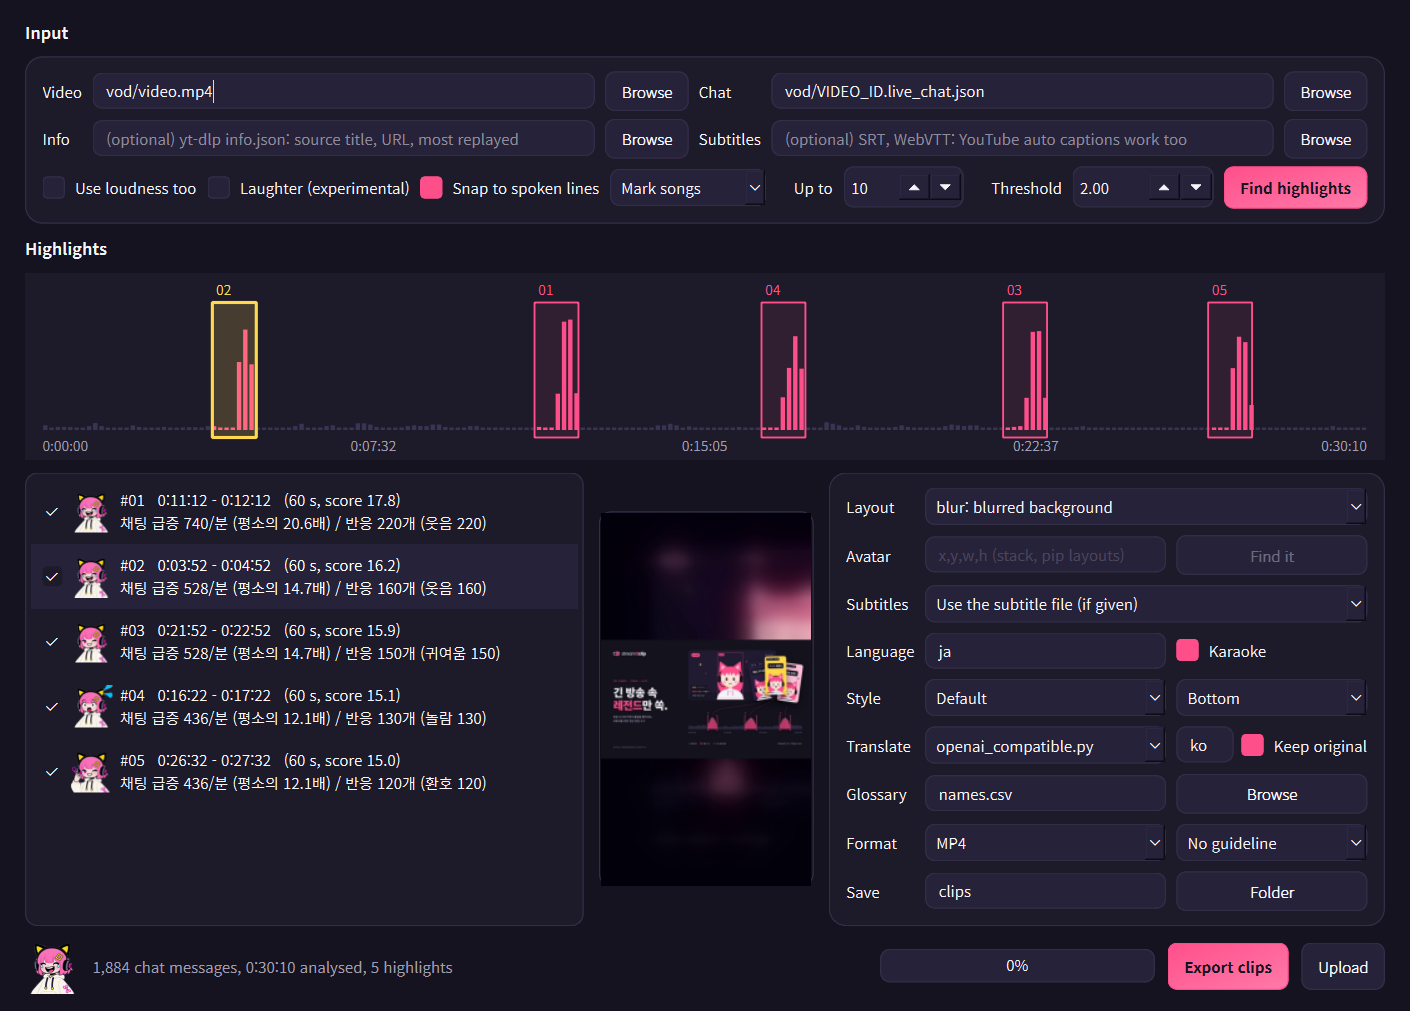 Input
Video vod/video.mp4 Browse Chat vod/VIDEO_ID.live_chat.json Browse
Info (optional) yt-dlp info.json: source title, URL, most replayed Browse Subtitles (optional) SRT, WebVTT: YouTube auto captions work too Browse
Use loudness too Laughter (experimental) Snap to spoken lines Mark songs Up to 10 Threshold 2.00 Find highlights
Highlights
02 01 04 03 05
0:00:00 0:07:32 0:15:05 0:22:37 0:30:10
#01 0:11:12 - 0:12:12 (60 s, score 17.8)
채팅 급증 740/분 (평소의 20.6배) / 반응 220개 (웃음 220)
#02 0:03:52 - 0:04:52 (60 s, score 16.2)
채팅 급증 528/분 (평소의 14.7배) / 반응 160개 (웃음 160)
#03 0:21:52 - 0:22:52 (60 s, score 15.9)
채팅 급증 528/분 (평소의 14.7배) / 반응 150개 (귀여움 150)
#04 0:16:22 - 0:17:22 (60 s, score 15.1)
채팅 급증 436/분 (평소의 12.1배) / 반응 130개 (놀람 130)
#05 0:26:32 - 0:27:32 (60 s, score 15.0)
채팅 급증 436/분 (평소의 12.1배) / 반응 120개 (환호 120)
긴 방송 속
레전드만 쏙.
Layout blur: blurred background
Avatar x,y,w,h (stack, pip layouts) Find it
Subtitles Use the subtitle file (if given)
Language ja Karaoke
Style Default Bottom
Translate openai_compatible.py ko Keep original
Glossary names.csv Browse
Format MP4 No guideline
Save clips Folder
1,884 chat messages, 0:30:10 analysed, 5 highlights
0% Export clips Upload